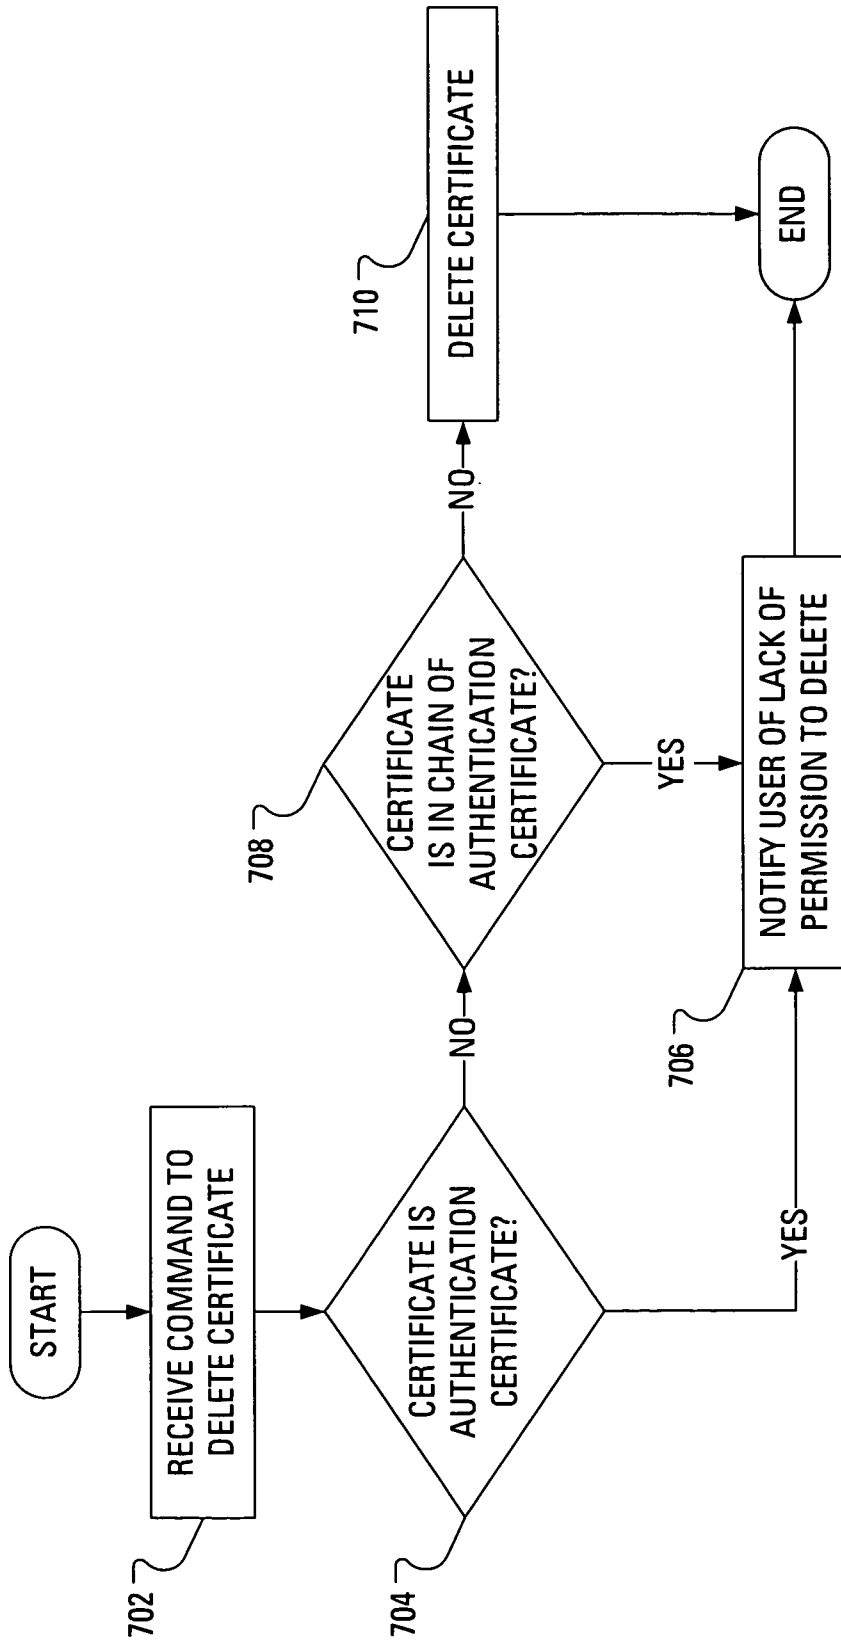 START
RECEIVE COMMAND TO
DELETE CERTIFICATE
702
CERTIFICATE IS
AUTHENTICATION
CERTIFICATE?
704
NO
YES
CERTIFICATE
IS IN CHAIN OF
AUTHENTICATION
CERTIFICATE?
708
NO
YES
DELETE CERTIFICATE
710
NOTIFY USER OF LACK OF
PERMISSION TO DELETE
706
END